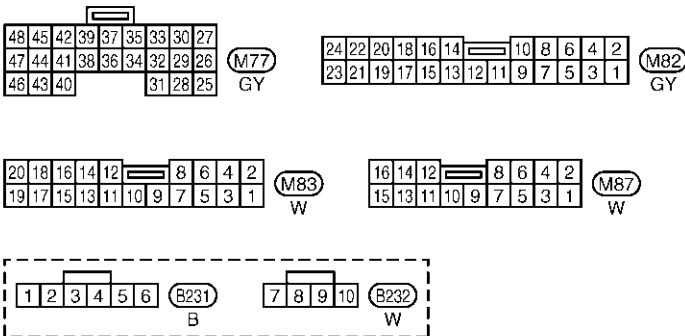 48 45 42 39 37 35 33 30 27
47 44 41 38 36 34 32 29 26
46 43 40 31 28 25
M77
GY
24 22 20 18 16 14 10 8 6 4 2
23 21 19 17 15 13 12 11 9 7 5 3 1
M82
GY
20 18 16 14 12 8 6 4 2
19 17 15 13 11 10 9 7 5 3 1
M83
W
16 14 12 8 6 4 2
15 13 11 10 9 7 5 3 1
M87
W
1 2 3 4 5 6
B231
B
7 8 9 10
B232
W